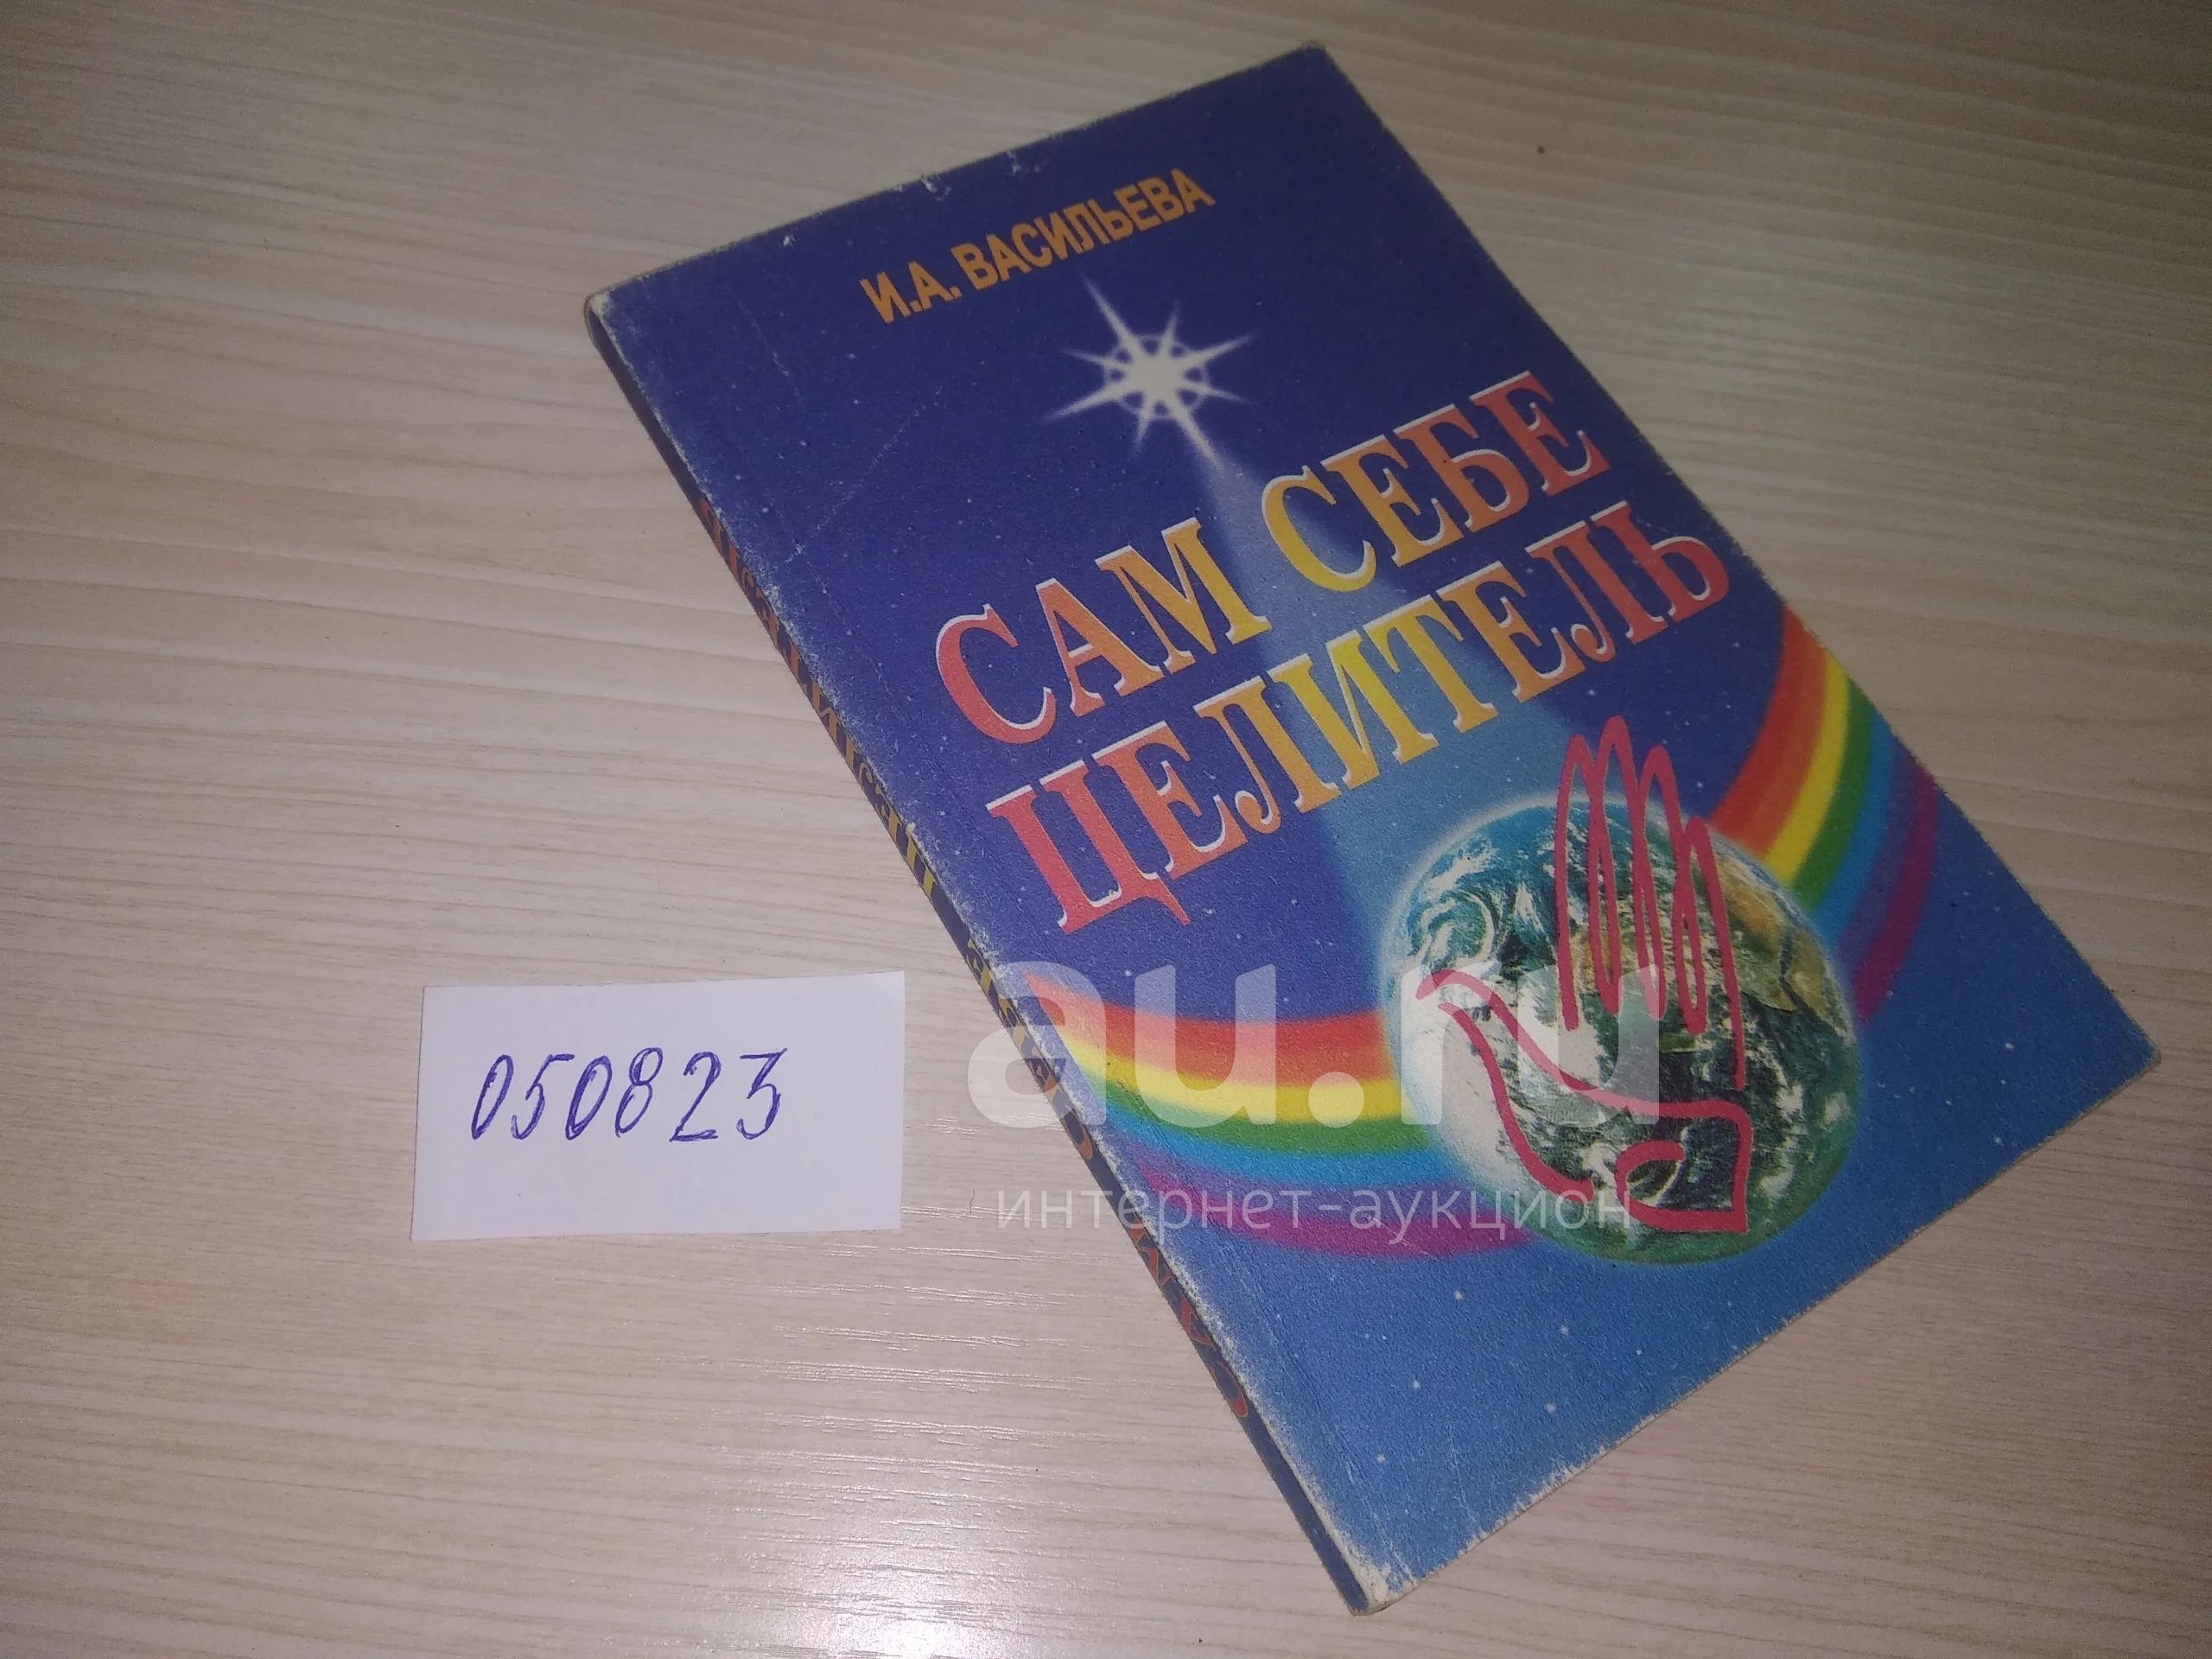 И.А. ВАСИЛЬЕВА
САМ СЕБЕ
ЦЕЛИТЕЛЬ
050823
au.ru
интернет-аукцион